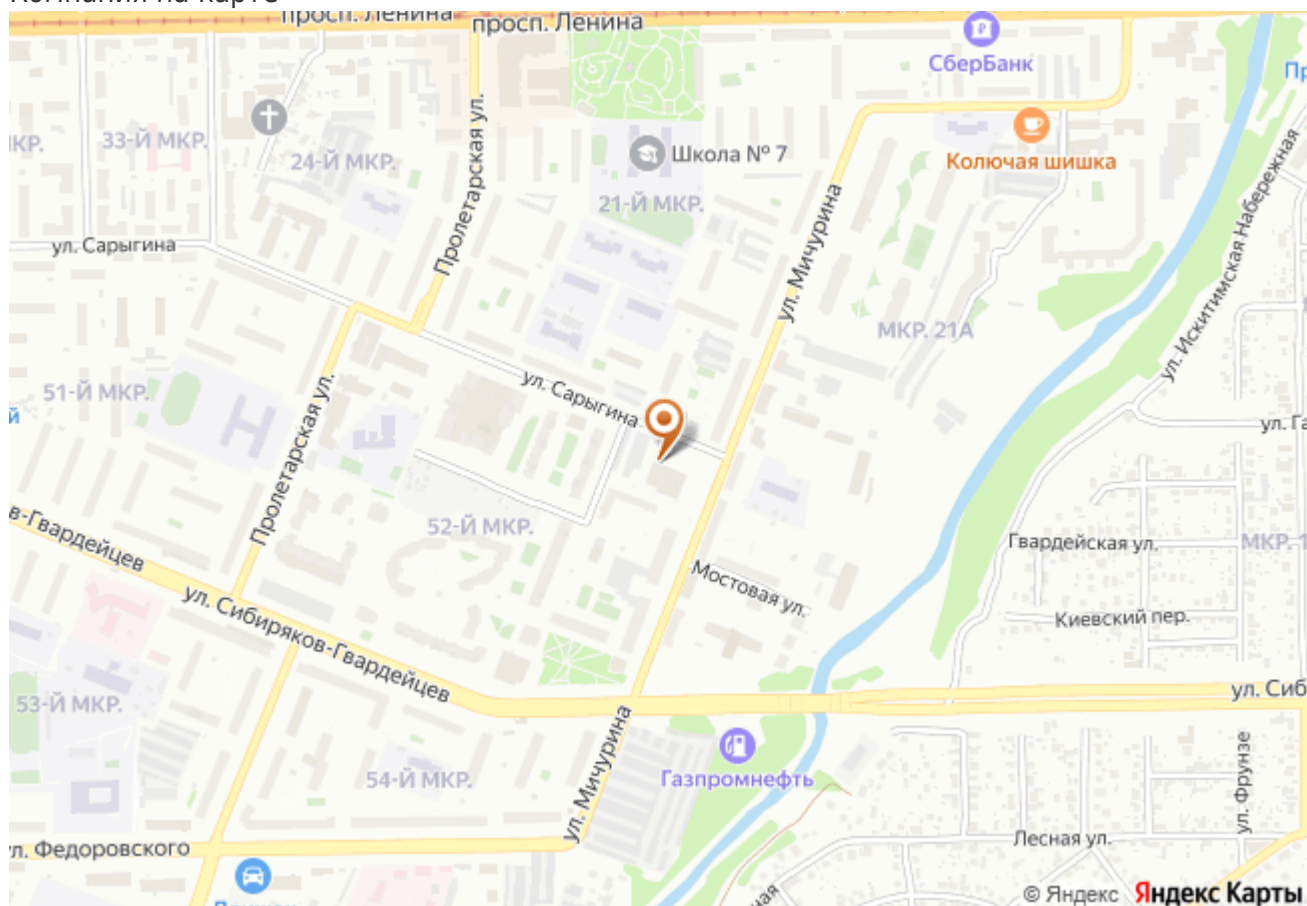 просп. Ленина
просп. Ленина
СберБанк
33-Й МКР.
24-Й МКР.
Школа № 7
Колючая шишка
Пролетарская ул.
21-Й МКР.
ул. Мичурина
ул. Искитимская Набережная
ул. Сарыгина
МКР. 21А
51-Й МКР.
ул. Сарыгина
Пролетарская ул.
52-Й МКР.
Гвардейская ул.
Мостовая ул.
Киевский пер.
ул. Сибиряков-Гвардейцев
53-Й МКР.
ул. Сиб
54-Й МКР.
Газпромнефть
ул. Мичурина
ул. Фрунзе
Лесная ул.
Федоровского
© Яндекс Яндекс Карты